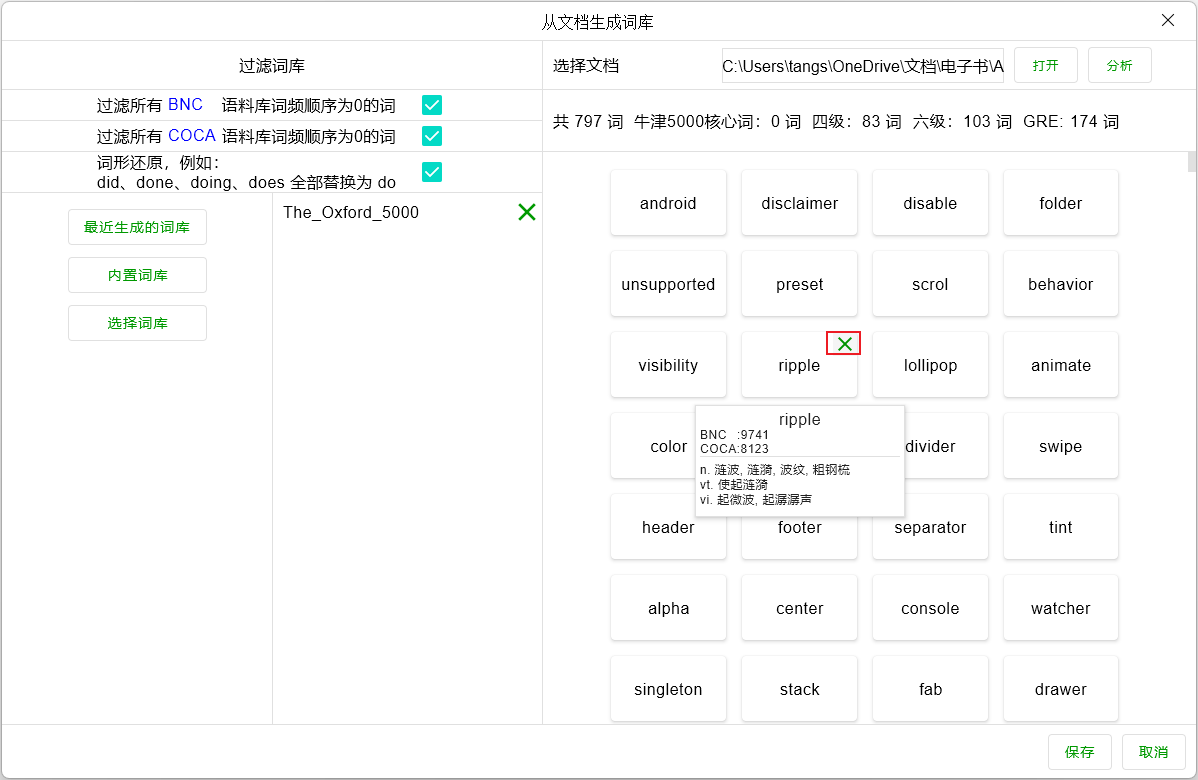 从文档生成词库
过滤词库
过滤所有 BNC 语料库词频顺序为0的词
过滤所有 COCA 语料库词频顺序为0的词
词形还原，例如：
did、done、doing、does 全部替换为 do
最近生成的词库
内置词库
选择词库
The_Oxford_5000
选择文档 C:\Users\tangs\OneDrive\文档\电子书\A 打开 分析
共 797 词 牛津5000核心词：0 词 四级：83 词 六级：103 词 GRE: 174 词
android disclaimer disable folder
unsupported preset scrol behavior
visibility ripple lollipop animate
color divider swipe
ripple
BNC :9741
COCA:8123
n. 涟波, 涟漪, 波纹, 粗钢梳
vt. 使起涟漪
vi. 起微波, 起潺潺声
header footer separator tint
alpha center console watcher
singleton stack fab drawer
保存 取消